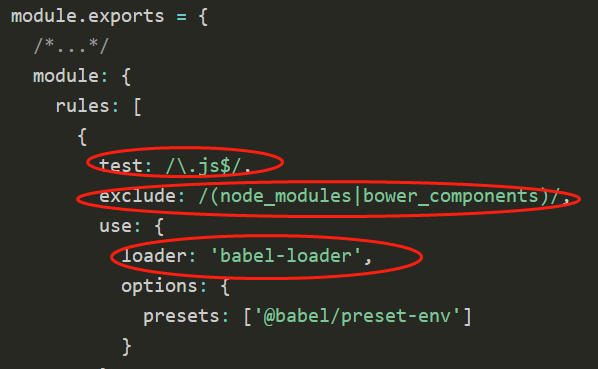 module.exports = {
/*...*/
module: {
rules: [
{
test: /\.js$/,
exclude: /(node_modules|bower_components)/,
use: {
loader: 'babel-loader',
options: {
presets: ['@babel/preset-env']
}